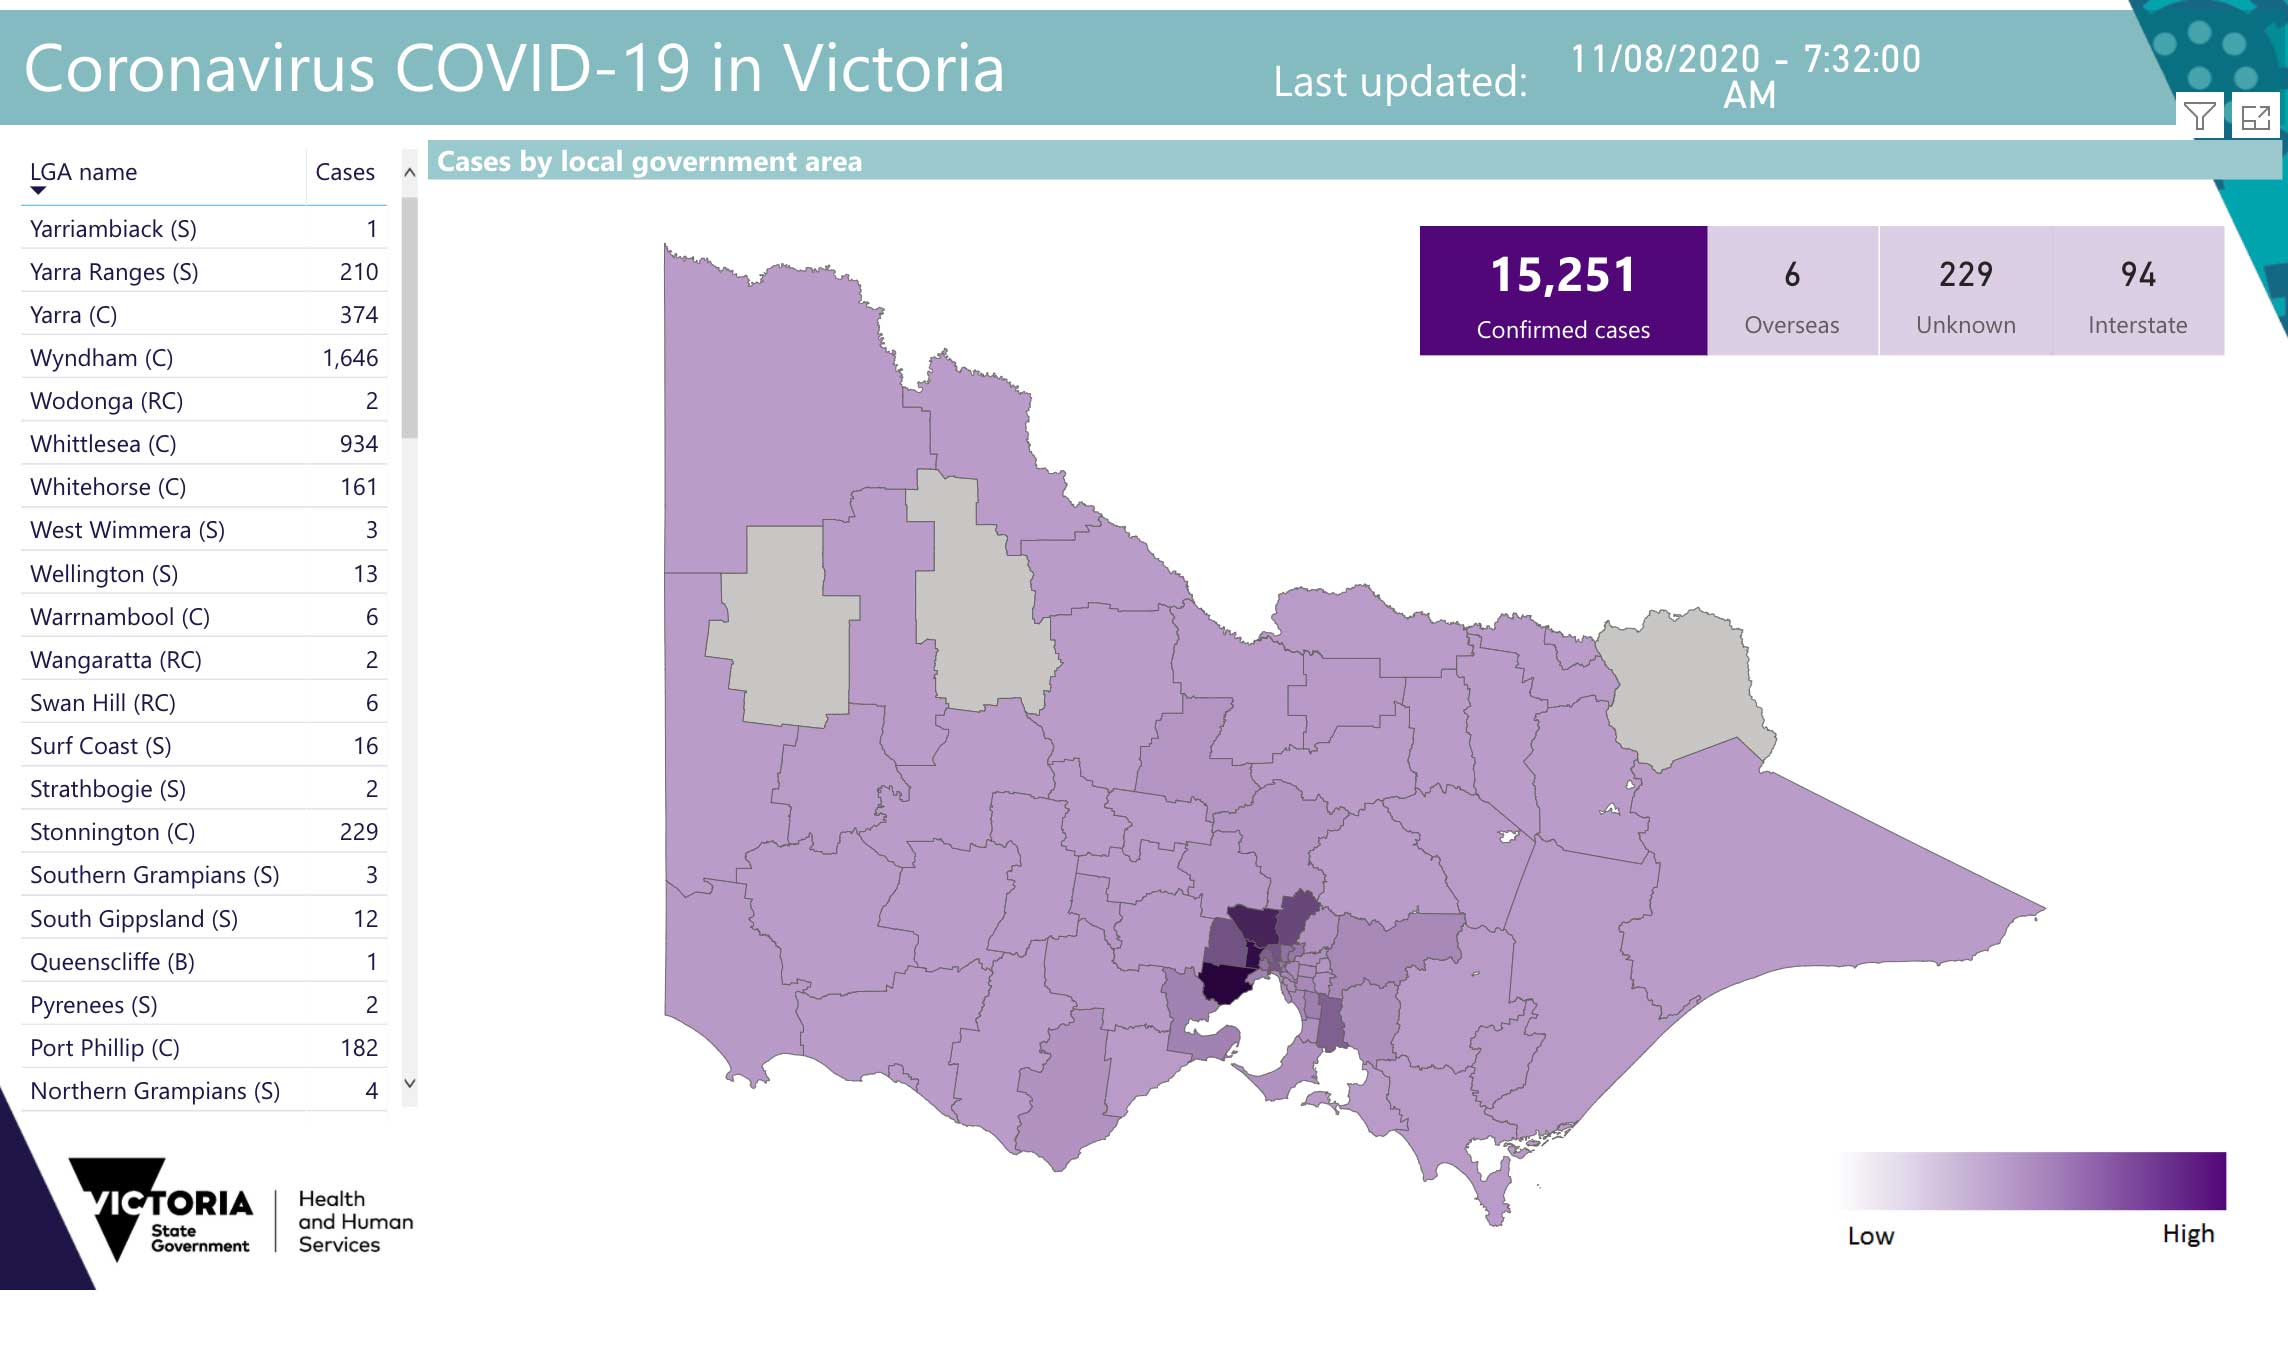 Coronavirus COVID-19 in Victoria
Last updated:
11/08/2020 - 7:32:00
AM
LGA name Cases
Yarriambiack (S) 1
Yarra Ranges (S) 210
Yarra (C) 374
Wyndham (C) 1,646
Wodonga (RC) 2
Whittlesea (C) 934
Whitehorse (C) 161
West Wimmera (S) 3
Wellington (S) 13
Warrnambool (C) 6
Wangaratta (RC) 2
Swan Hill (RC) 6
Surf Coast (S) 16
Strathbogie (S) 2
Stonnington (C) 229
Southern Grampians (S) 3
South Gippsland (S) 12
Queenscliffe (B) 1
Pyrenees (S) 2
Port Phillip (C) 182
Northern Grampians (S) 4
Cases by local government area
15,251
Confirmed cases
6
Overseas
229
Unknown
94
Interstate
Low High
VICTORIA
State
Government
Health
and Human
Services